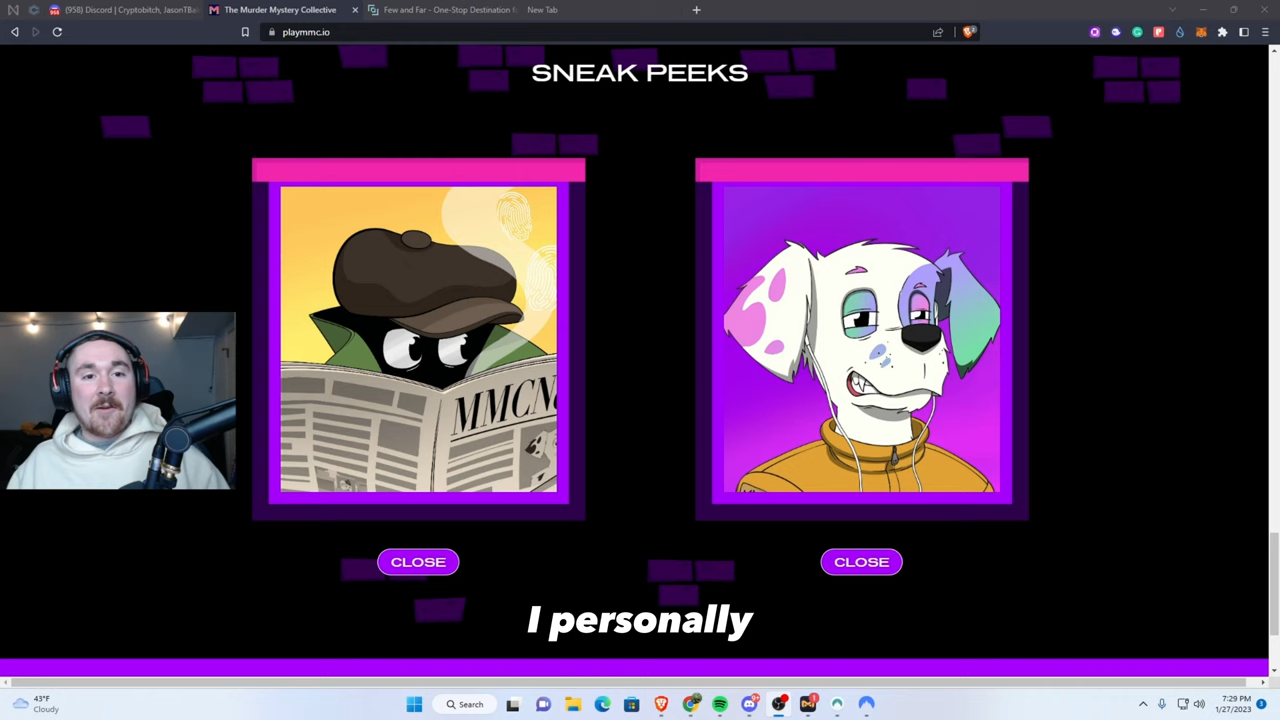 (958) Discord | Cryptobitch, JasonTBa
The Murder Mystery Collective
Few and Far - One-Stop Destination f
New Tab
playmmc.io
SNEAK PEEKS
MMCN
CLOSE
CLOSE
I personally
43°F
Cloudy
Search
7:29 PM
1/27/2023